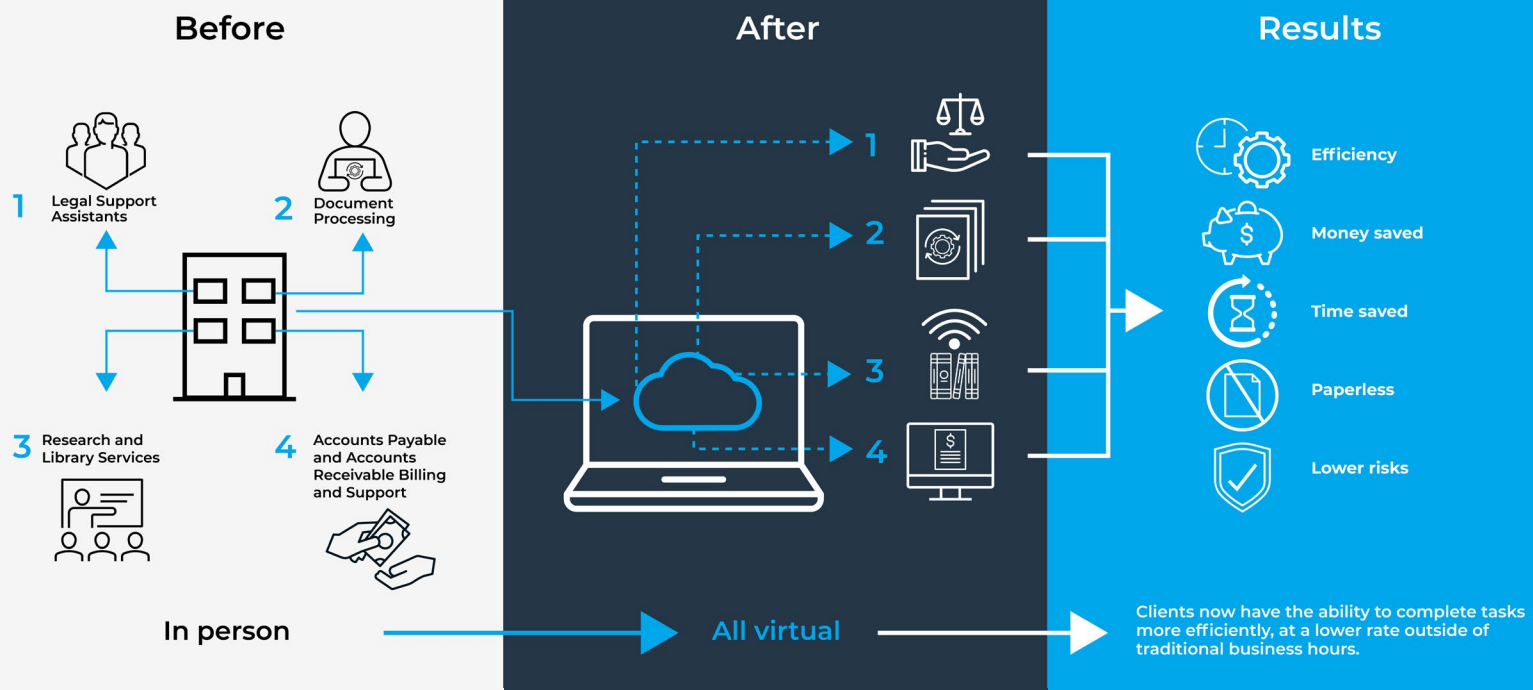 Before
1
Legal Support
Assistants
2
Document
Processing
3
Research and
Library Services
4
Accounts Payable
and Accounts
Receivable Billing
and Support
$
In person
After
1
2
3
4
$
All virtual
Results
Efficiency
$
Money saved
Time saved
Paperless
Lower risks
Clients now have the ability to complete tasks
more efficiently, at a lower rate outside of
traditional business hours.